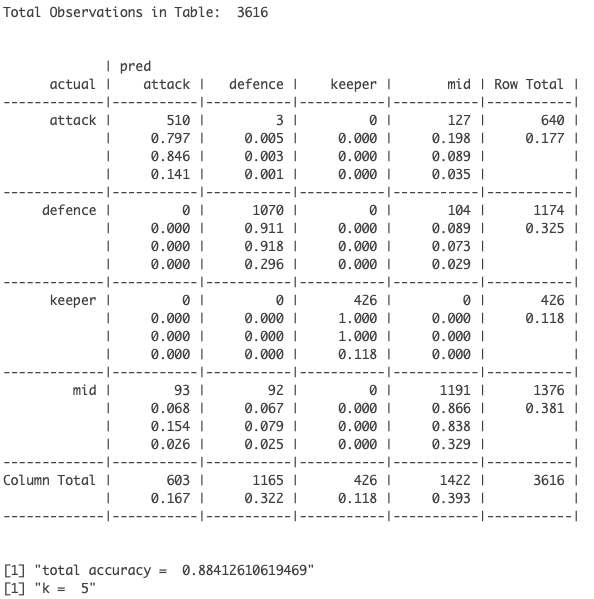 Total Observations in Table:  3616
             | pred
      actual |    attack |   defence |    keeper |       mid | Row Total |
-------------|-----------|-----------|-----------|-----------|-----------|
      attack |       510 |         3 |         0 |       127 |       640 |
             |     0.797 |     0.005 |     0.000 |     0.198 |     0.177 |
             |     0.846 |     0.003 |     0.000 |     0.089 |           |
             |     0.141 |     0.001 |     0.000 |     0.035 |           |
-------------|-----------|-----------|-----------|-----------|-----------|
     defence |         0 |      1070 |         0 |       104 |      1174 |
             |     0.000 |     0.911 |     0.000 |     0.089 |     0.325 |
             |     0.000 |     0.918 |     0.000 |     0.073 |           |
             |     0.000 |     0.296 |     0.000 |     0.029 |           |
-------------|-----------|-----------|-----------|-----------|-----------|
      keeper |         0 |         0 |       426 |         0 |       426 |
             |     0.000 |     0.000 |     1.000 |     0.000 |     0.118 |
             |     0.000 |     0.000 |     1.000 |     0.000 |           |
             |     0.000 |     0.000 |     0.118 |     0.000 |           |
-------------|-----------|-----------|-----------|-----------|-----------|
         mid |        93 |        92 |         0 |      1191 |      1376 |
             |     0.068 |     0.067 |     0.000 |     0.866 |     0.381 |
             |     0.154 |     0.079 |     0.000 |     0.838 |           |
             |     0.026 |     0.025 |     0.000 |     0.329 |           |
-------------|-----------|-----------|-----------|-----------|-----------|
Column Total |       603 |      1165 |       426 |      1422 |      3616 |
             |     0.167 |     0.322 |     0.118 |     0.393 |           |
-------------|-----------|-----------|-----------|-----------|-----------|
[1] "total accuracy =  0.88412610619469"
[1] "k =  5"